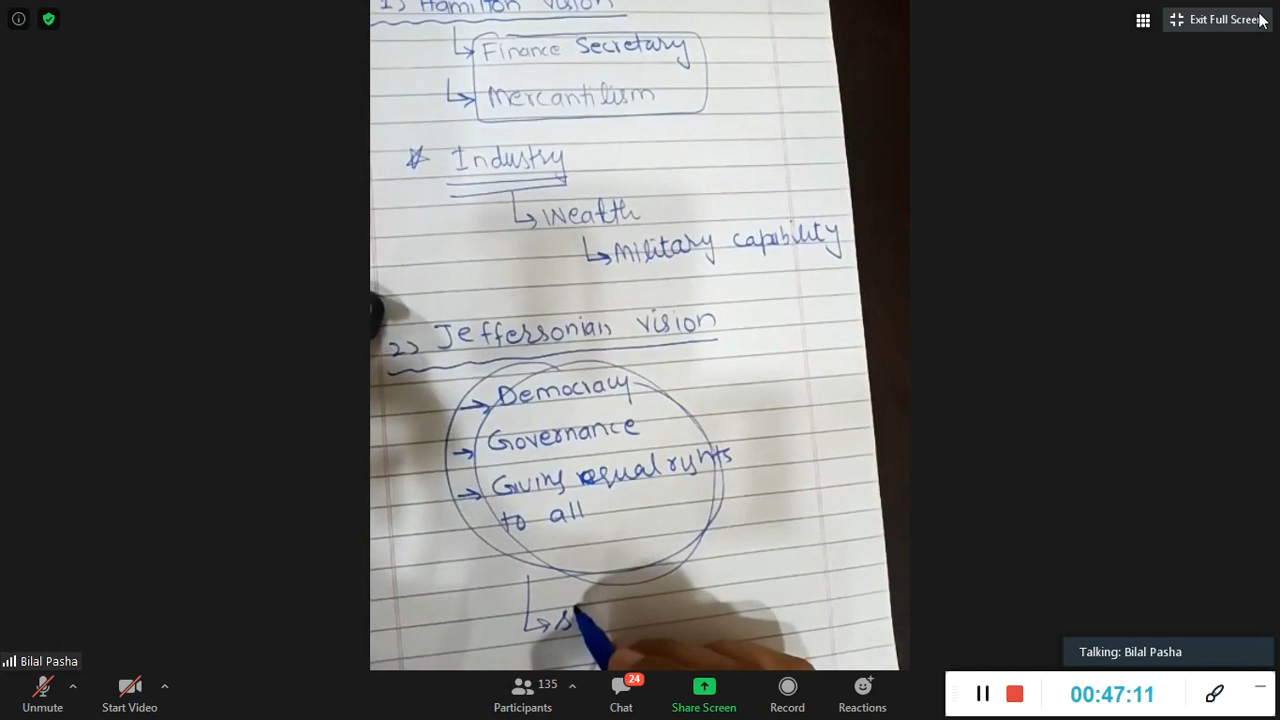 Exit Full Screen
1) Hamilton Vision
Finance Secretary
Mercantilism
Industry
Wealth
Military capibility
2) Jeffersonian Vision
Democracy
Governance
Giving equal rights
to all
Bilal Pasha
Talking: Bilal Pasha
Unmute
Start Video
135
Participants
24
Chat
Share Screen
Record
Reactions
00:47:11